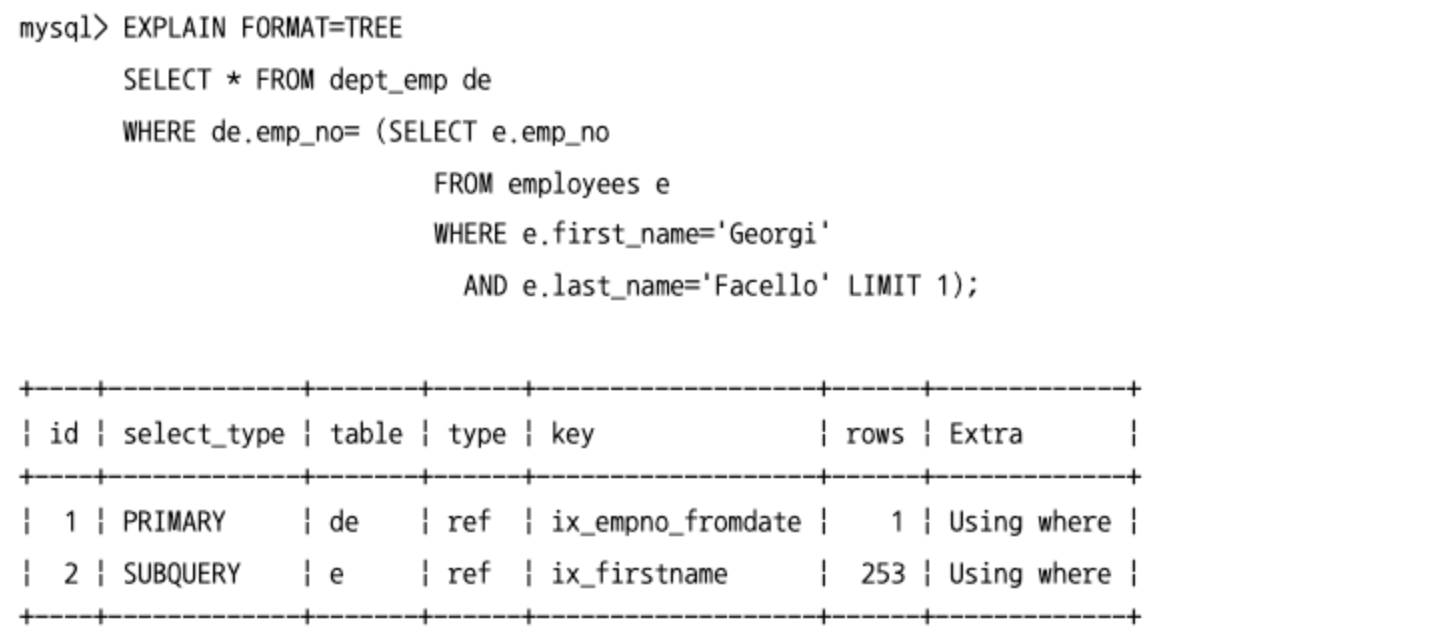 mysql> EXPLAIN FORMAT=TREE
       SELECT * FROM dept_emp de
       WHERE de.emp_no= (SELECT e.emp_no
                            FROM employees e
                            WHERE e.first_name='Georgi'
                              AND e.last_name='Facello' LIMIT 1);
+----+-------------+-------+------+-------------------+------+-------------+
| id | select_type | table | type | key               | rows | Extra       |
+----+-------------+-------+------+-------------------+------+-------------+
|  1 | PRIMARY     | de    | ref  | ix_empno_fromdate |    1 | Using where |
|  2 | SUBQUERY    | e     | ref  | ix_firstname      |  253 | Using where |
+----+-------------+-------+------+-------------------+------+-------------+